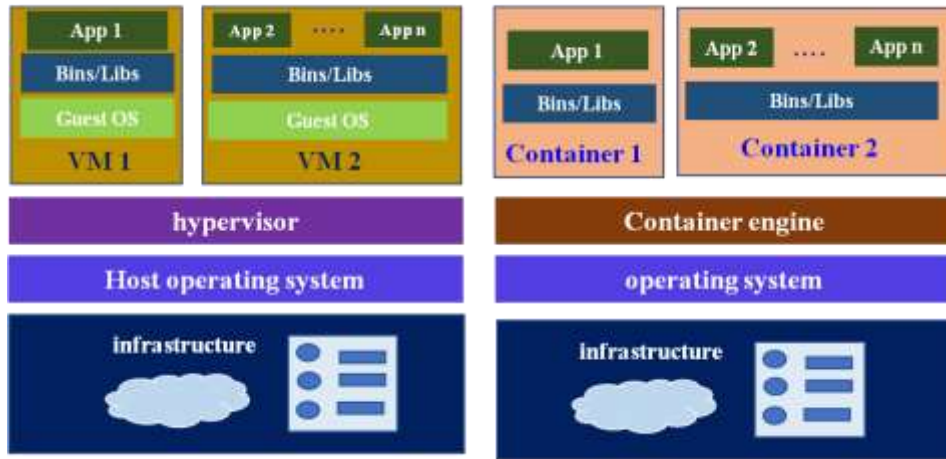 App 1
Bins/Libs
Guest OS
VM 1
App 2 .... App n
Bins/Libs
Guest OS
VM 2
hypervisor
Host operating system
infrastructure
App 1
Bins/Libs
Container 1
App 2 .... App n
Bins/Libs
Container 2
Container engine
operating system
infrastructure